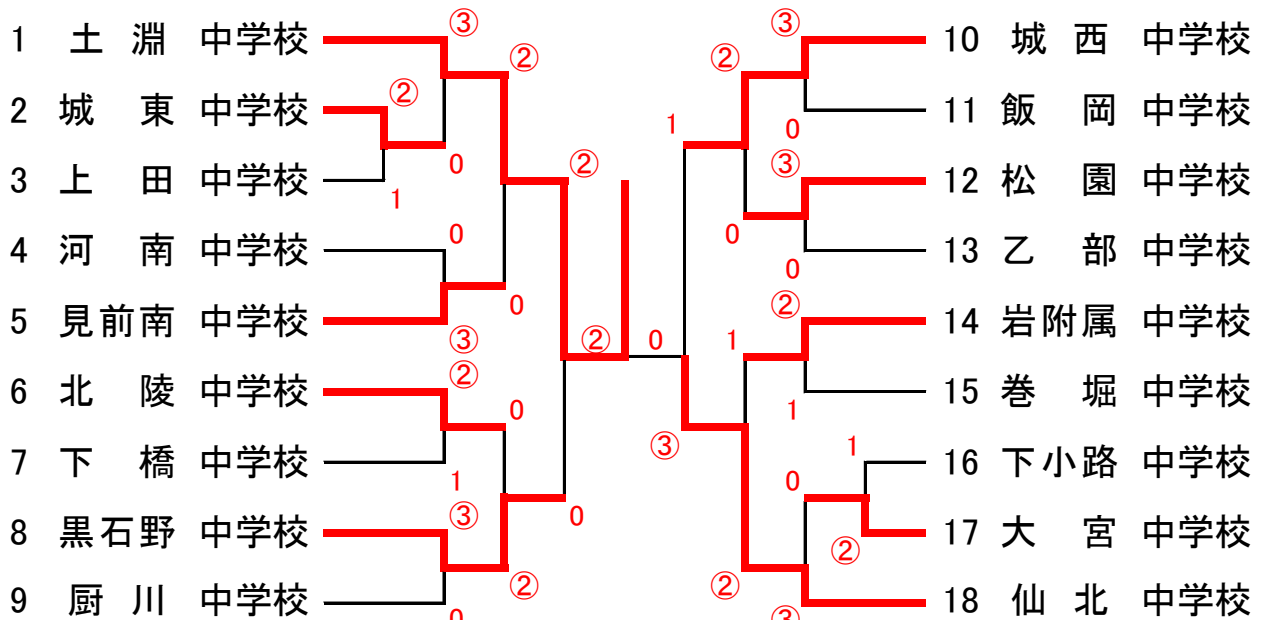 ③ ③
1 土 淵 中学校 10 城 西 中学校
② ②
2 城 東 中学校 ② 11 飯 岡 中学校
1 0
0 ② ③
3 上 田 中学校 12 松 園 中学校
1
0 0
4 河 南 中学校 13 乙 部 中学校
0
0 ②
5 見前南 中学校 14 岩附属 中学校
③ ② 0 1
②
6 北 陵 中学校 15 巻 堀 中学校
0 1
③ 1
7 下 橋 中学校 16 下小路 中学校
1 0
③ 0
8 黒石野 中学校 17 大 宮 中学校
②
② ②
9 厨 川 中学校 18 仙 北 中学校
0 ③